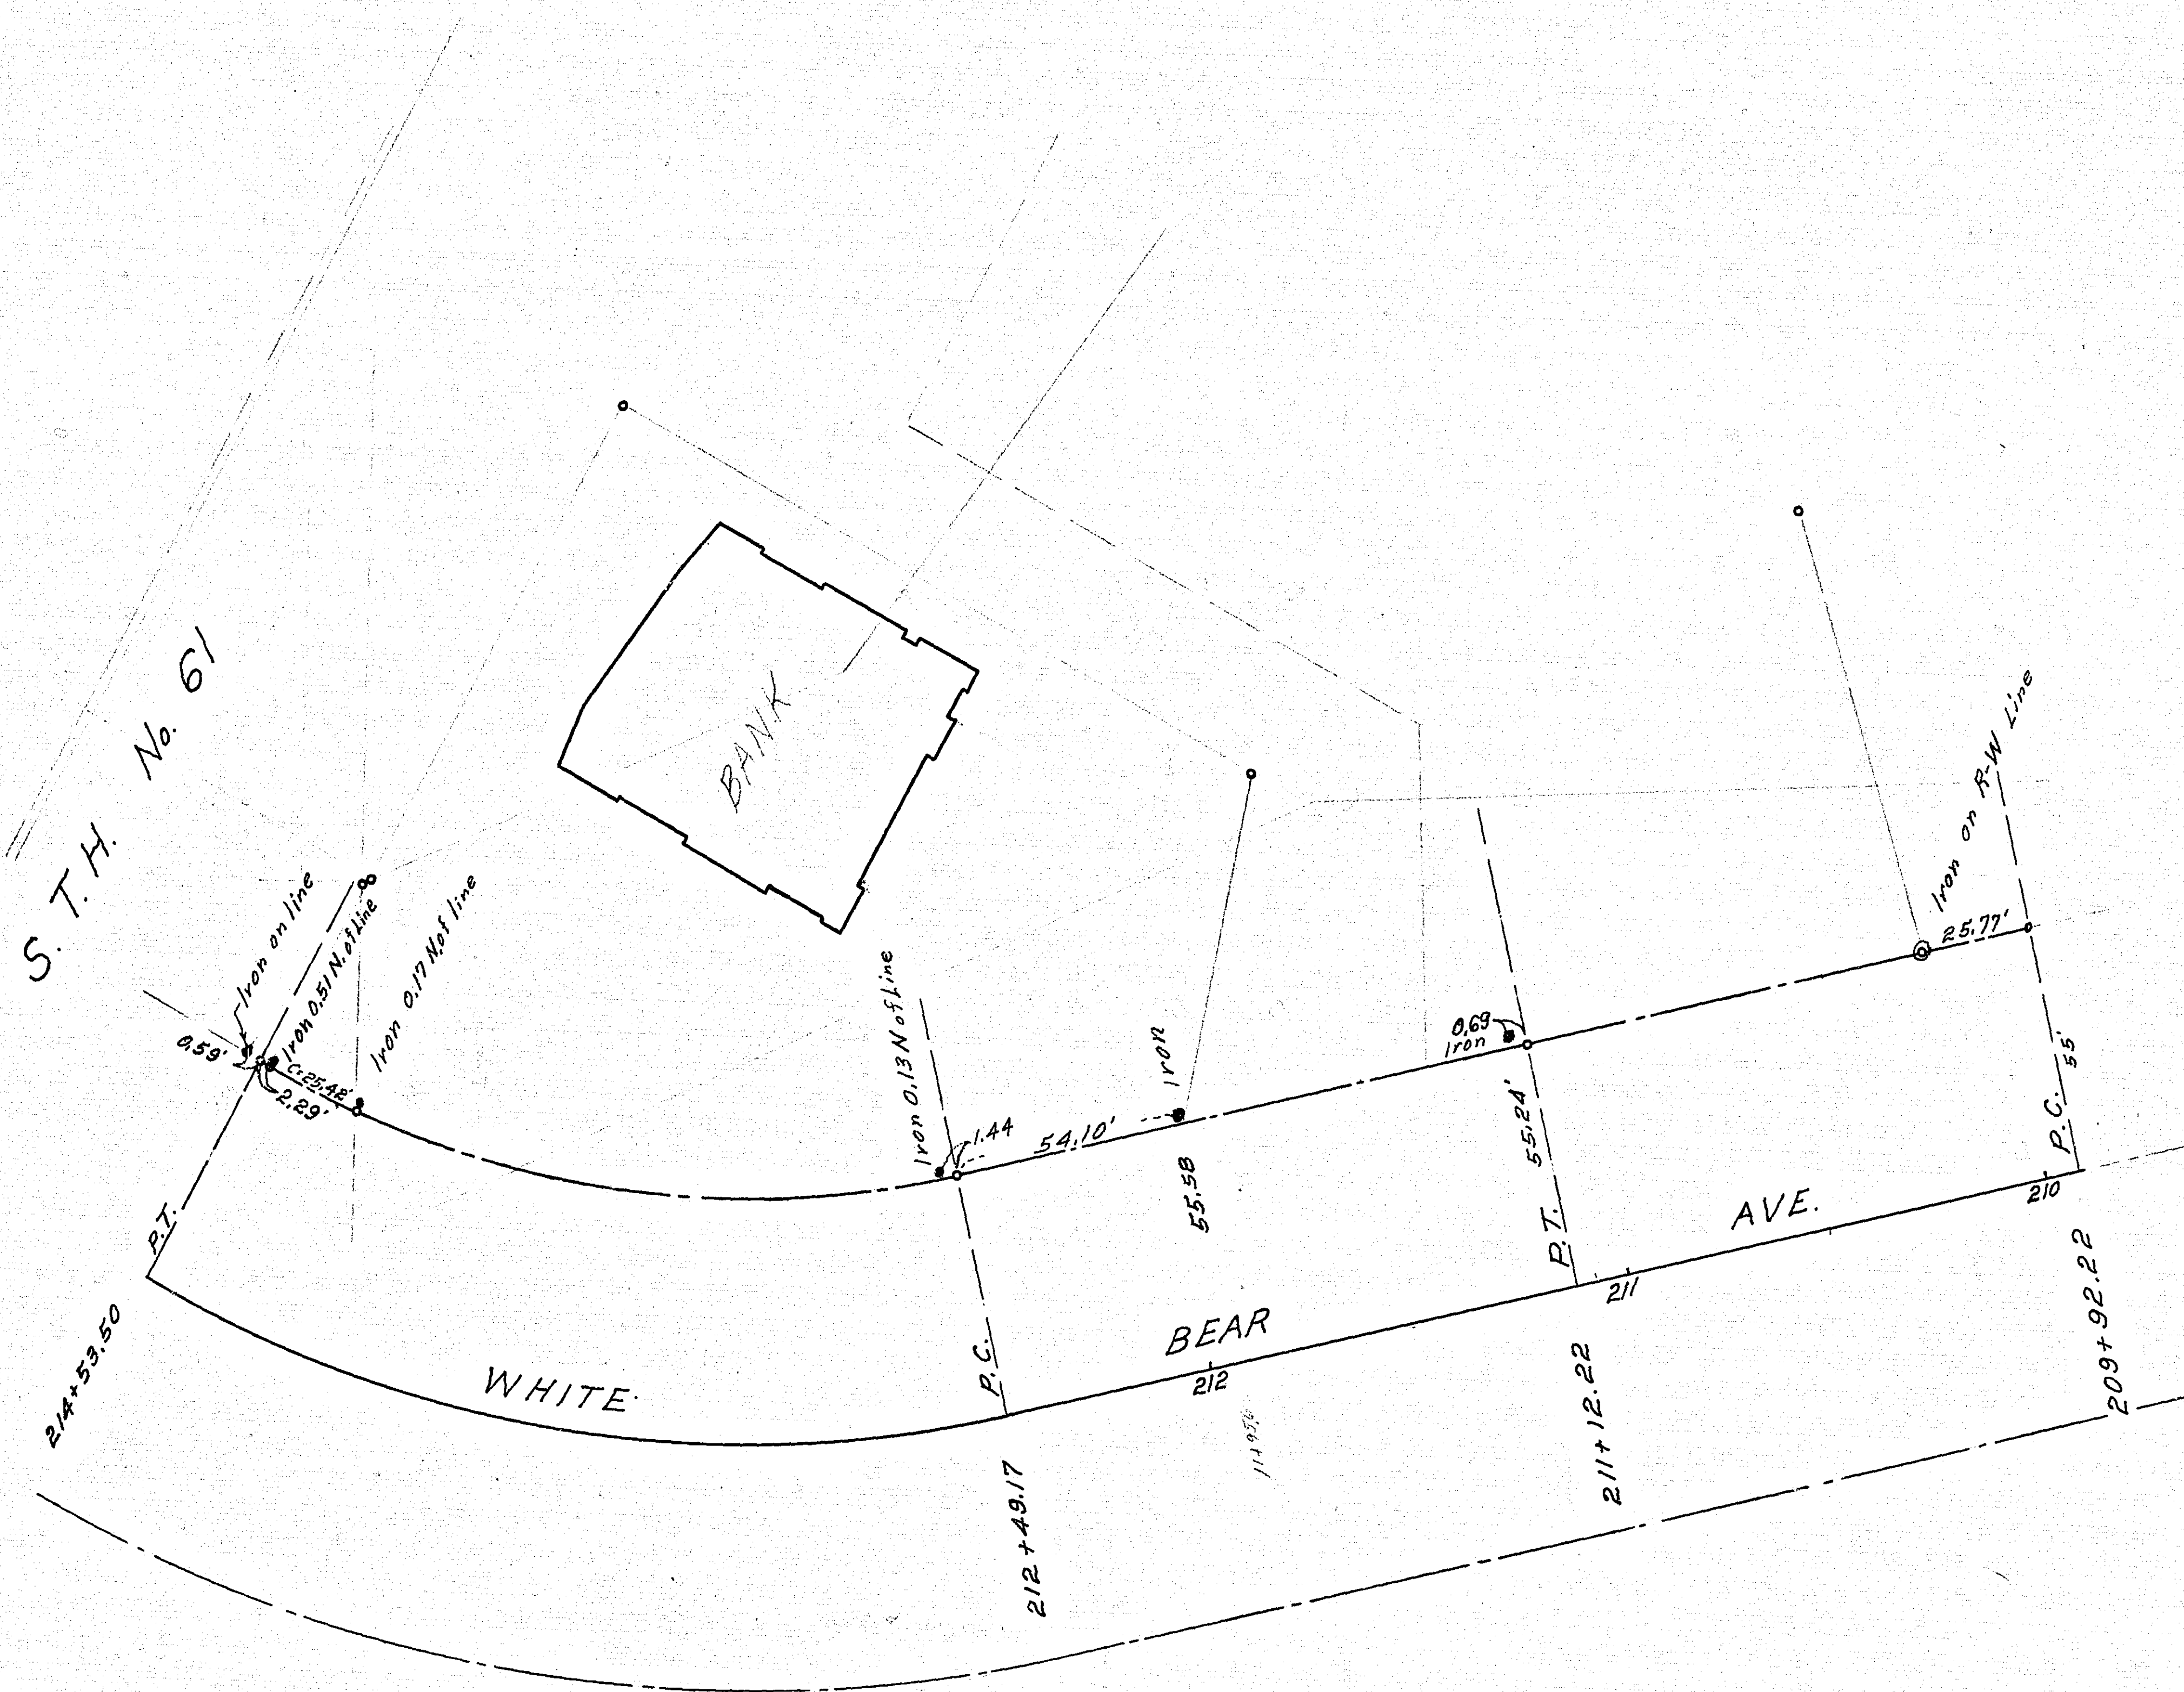 S. T. H. No. 61
BANK
Iron on line
Iron 0.51 N. of Line
Iron 0.17 N. of line
0.59'
C=25.42'
2.29'
Iron 0.13 N of Line
1.44
54.10'
Iron
55.58
0.69
Iron
55.24'
P.T.
Iron on R-W Line
25.77'
55'
P.C.
P.T.
P.C.
WHITE BEAR AVE.
210
211
212
214+53.50
212+49.17
211+12.22
209+92.22